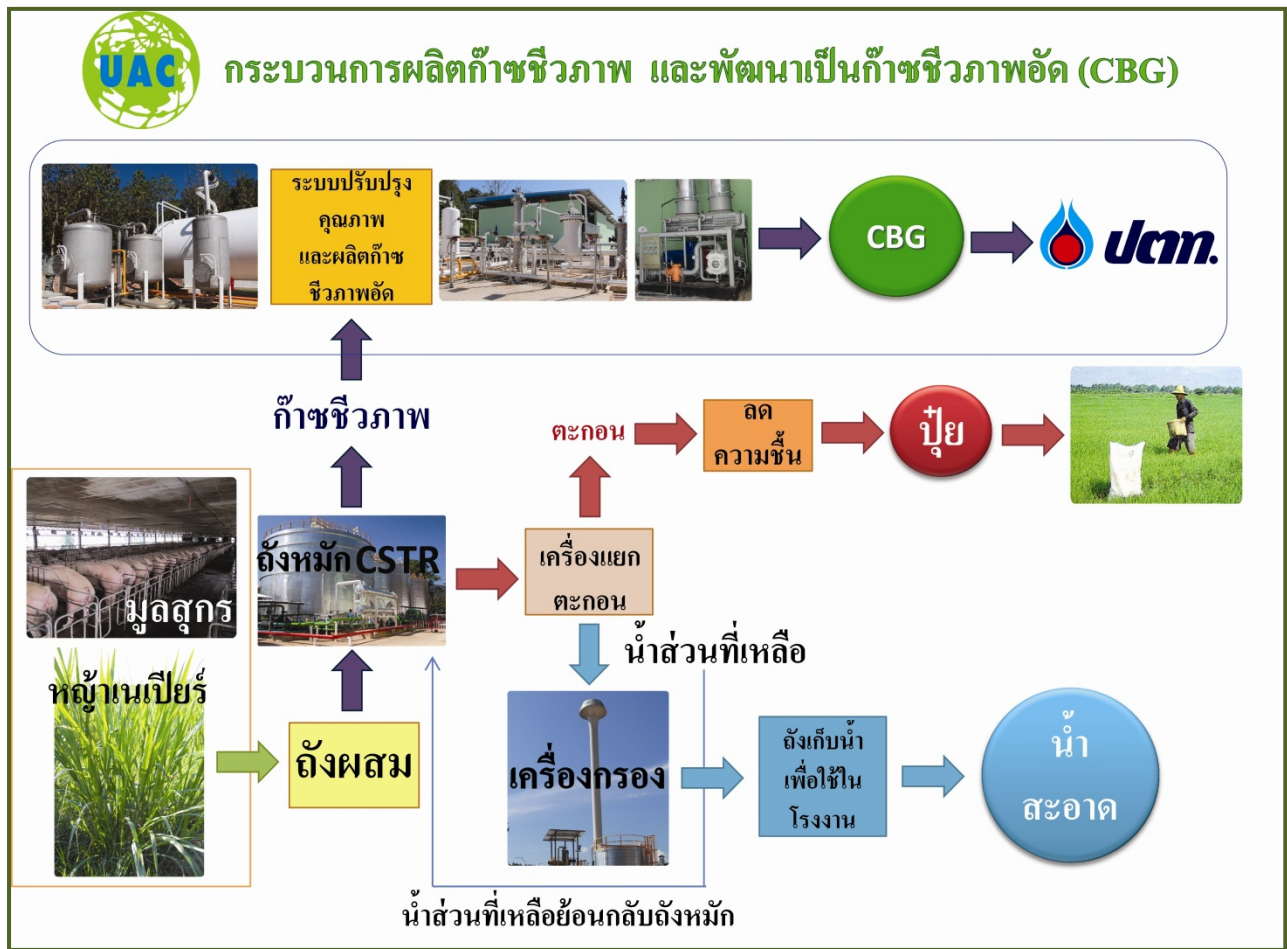 UAC
กระบวนการผลิตก๊าซชีวภาพ และพัฒนาเป็นก๊าซชีวภาพอัด (CBG)
ระบบปรับปรุง
คุณภาพ
และผลิตก๊าซ
ชีวภาพอัด
CBG
ปตท.
ก๊าซชีวภาพ
ตะกอน
ลด
ความชื้น
ปุ๋ย
มูลสุกร
ถังหมัก CSTR
เครื่องแยก
ตะกอน
น้ำส่วนที่เหลือ
หญ้าเนเปียร์
ถังผสม
เครื่องกรอง
ถังเก็บน้ำ
เพื่อใช้ใน
โรงงาน
น้ำ
สะอาด
น้ำส่วนที่เหลือย้อนกลับถังหมัก